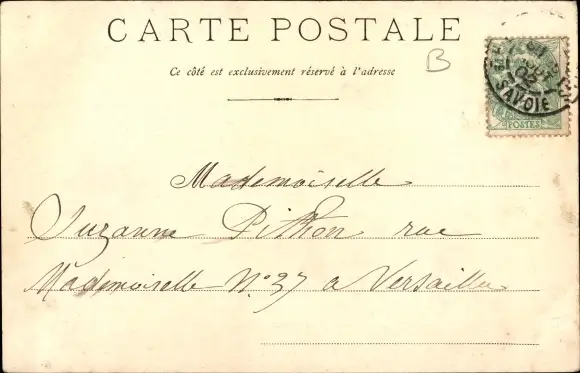 CARTE POSTALE
Ce côté est exclusivement réservé à l'adresse
B
SAVOIE
POSTES
Mademoiselle
Suzanne Pithon rue
Mademoiselle N° 37 a Versailles